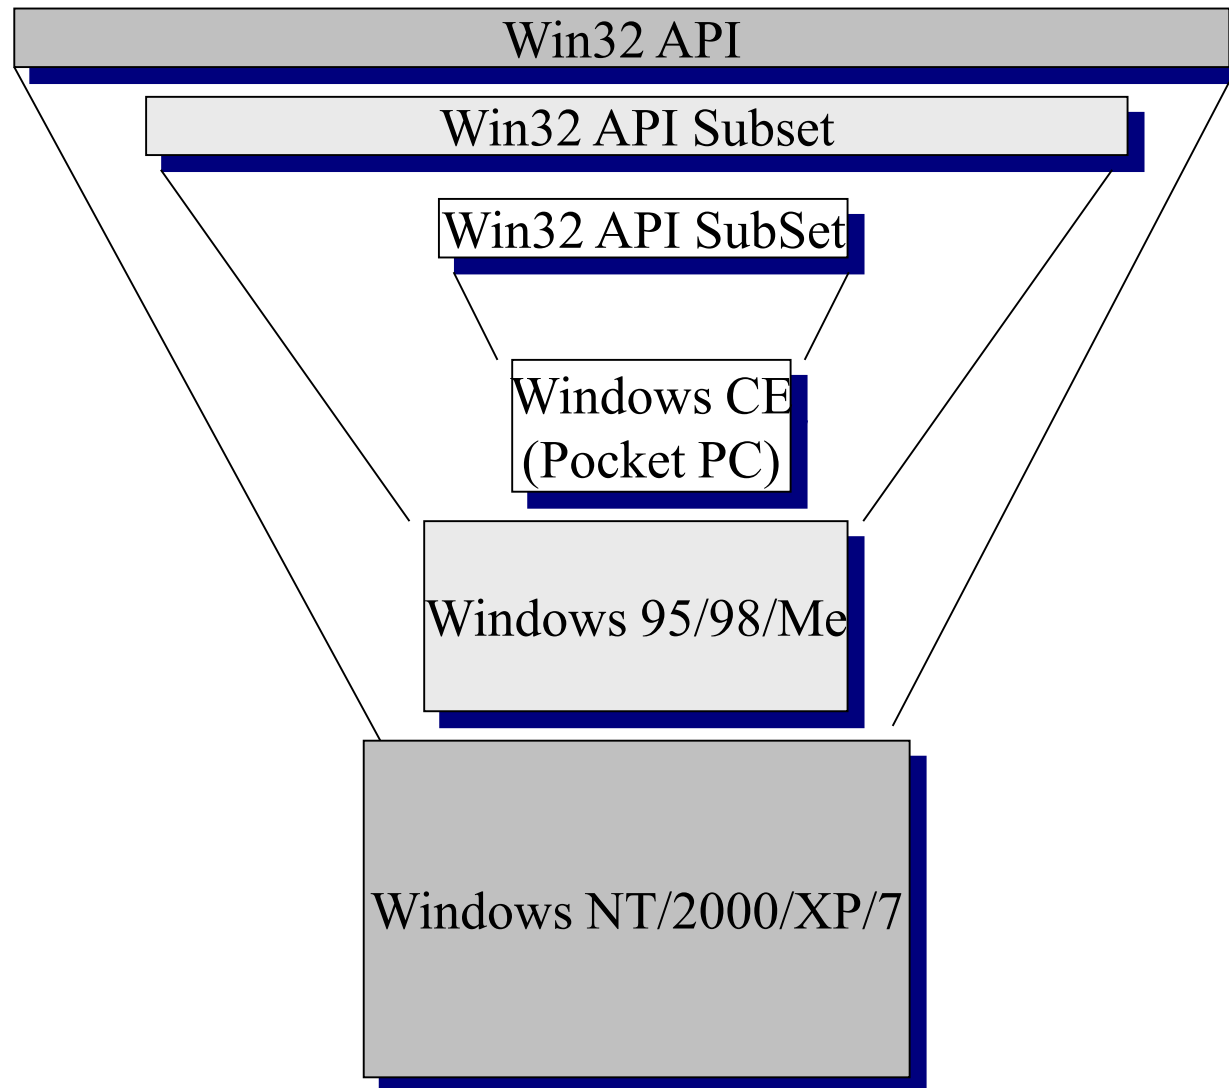 Win32 API
Win32 API Subset
Win32 API SubSet
Windows CE
(Pocket PC)
Windows 95/98/Me
Windows NT/2000/XP/7